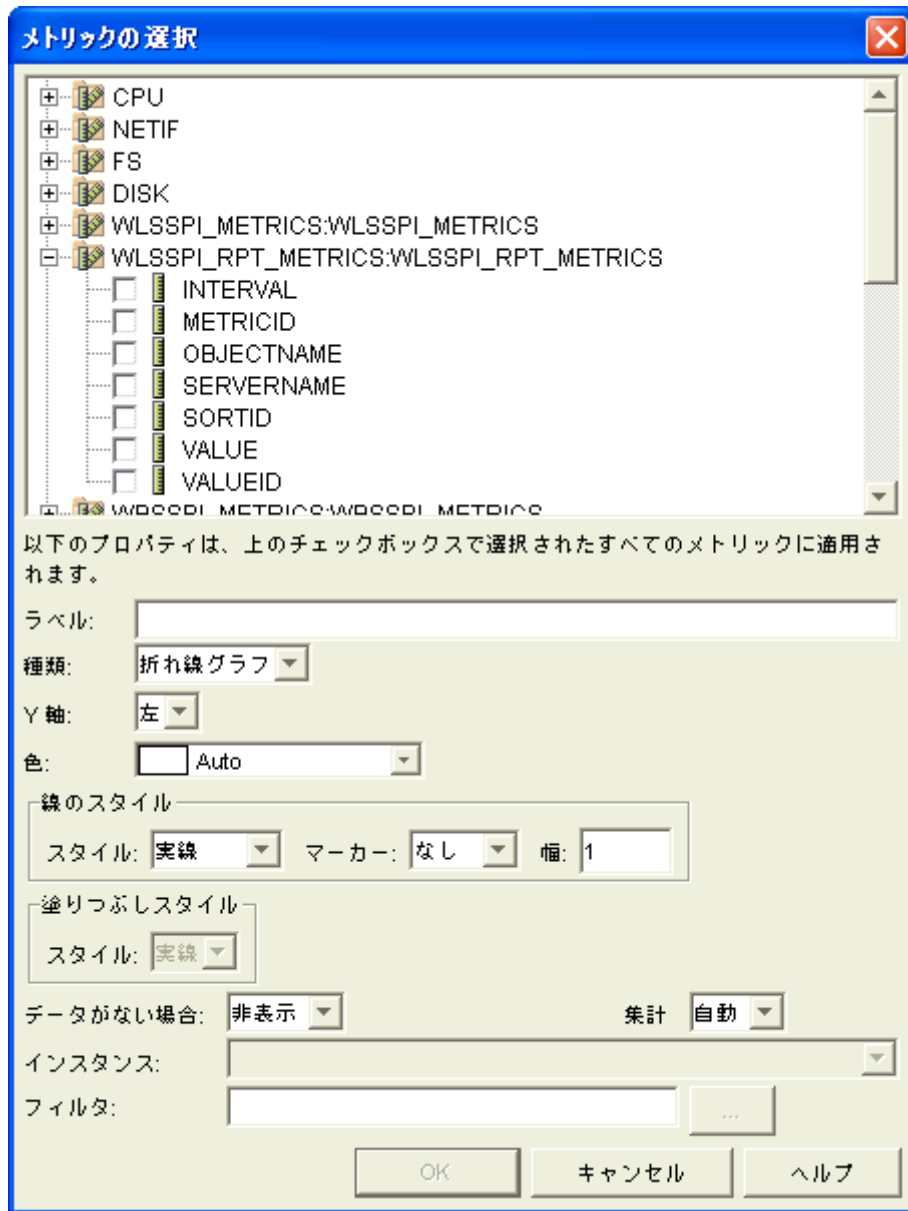 メトリックの選択
CPU
NETIF
FS
DISK
WLSSPI_METRICS:WLSSPI_METRICS
WLSSPI_RPT_METRICS:WLSSPI_RPT_METRICS
INTERVAL
METRICID
OBJECTNAME
SERVERNAME
SORTID
VALUE
VALUEID
WBSSPI_METRICS:WBSSPI_METRICS
以下のプロパティは、上のチェックボックスで選択されたすべてのメトリックに適用さ
れます。
ラベル:
種類: 折れ線グラフ
Y 軸: 左
色: Auto
線のスタイル
スタイル: 実線 マーカー: なし 幅: 1
塗りつぶしスタイル
スタイル: 実線
データがない場合: 非表示 集計 自動
インスタンス:
フィルタ: ...
OK キャンセル ヘルプ